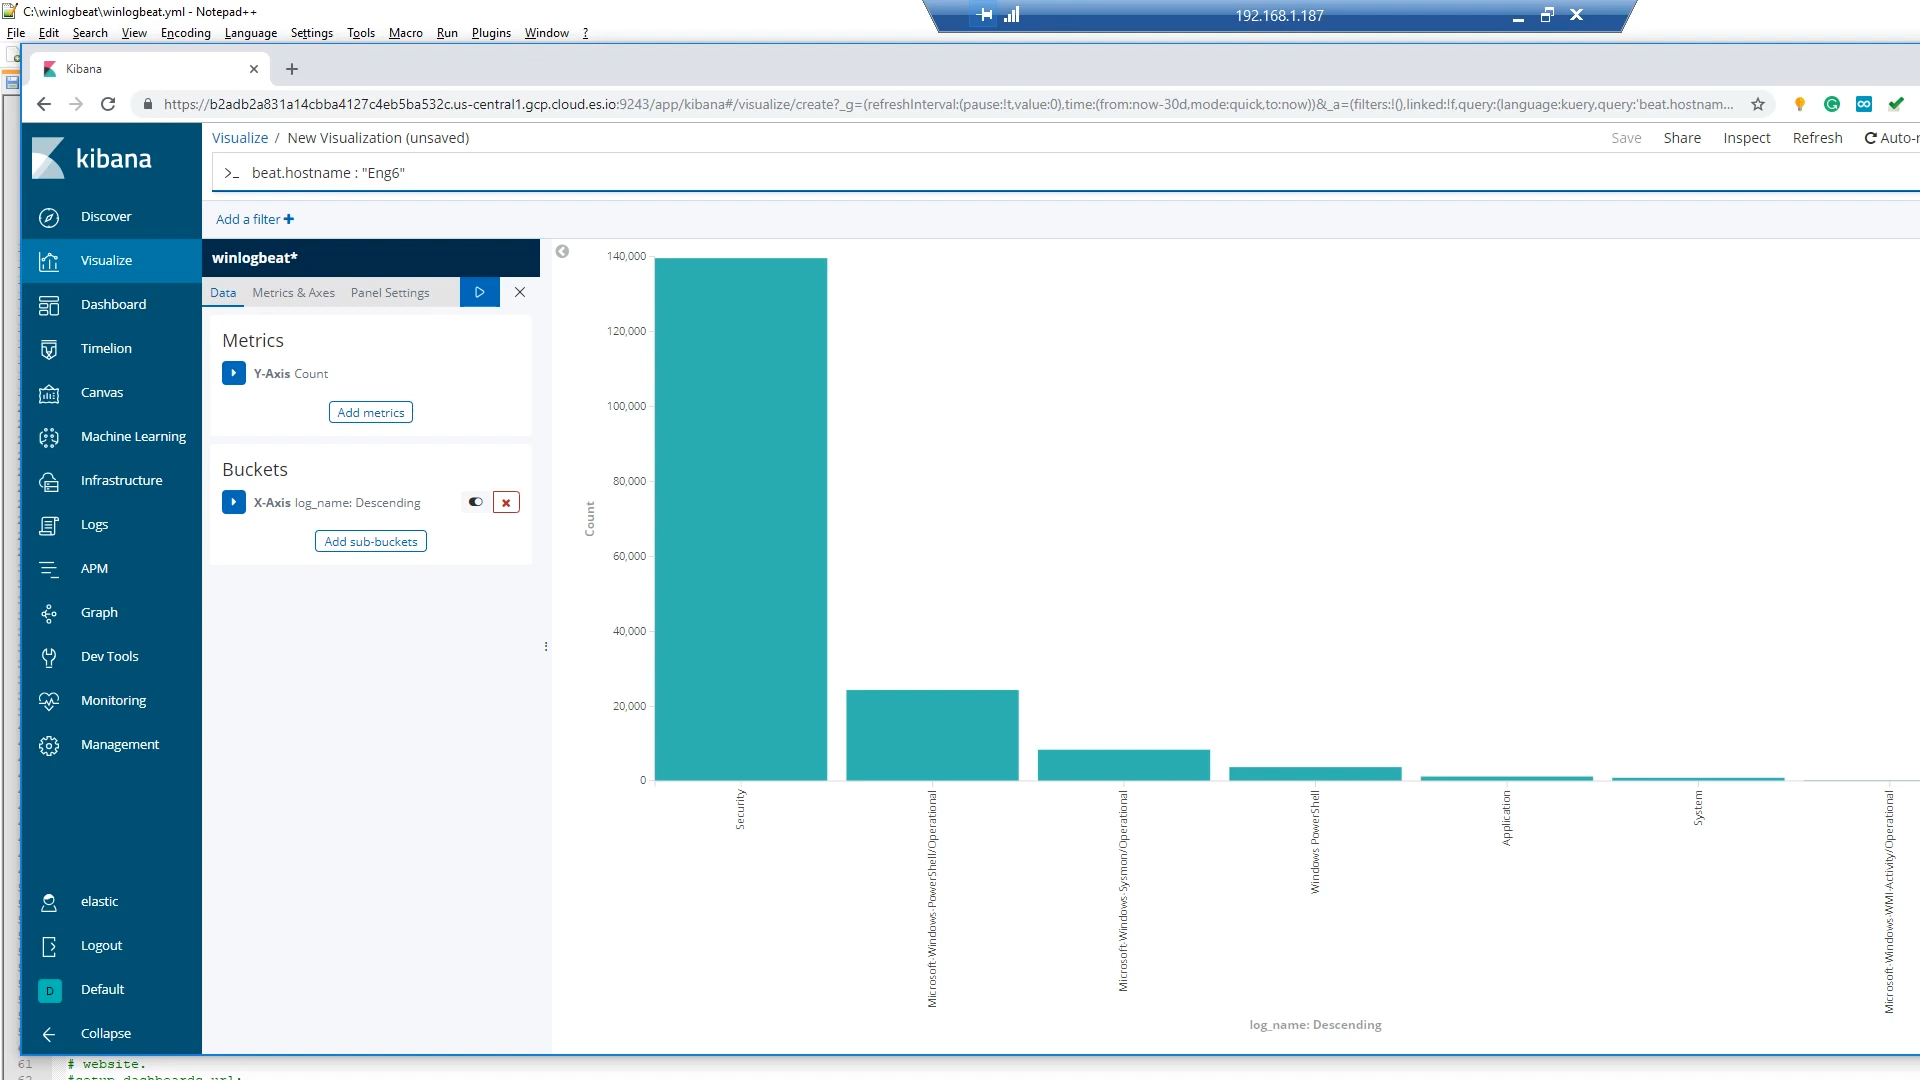 C:\winlogbeat\winlogbeat.yml - Notepad++
192.168.1.187
File Edit Search View Encoding Language Settings Tools Macro Run Plugins Window ?
Kibana
https://b2adb2a831a14cbba4127c4eb5ba532c.us-central1.gcp.cloud.es.io:9243/app/kibana#/visualize/create?_g=(refreshInterval:(pause:!t,value:0),time:(from:now-30d,mode:quick,to:now))&_a=(filters:!(),linked:!f,query:(language:kuery,query:'beat.hostnam...
kibana
Visualize / New Visualization (unsaved)
Save Share Inspect Refresh Auto-r
>_ beat.hostname : "Eng6"
Add a filter +
Discover
Visualize
Dashboard
Timelion
Canvas
Machine Learning
Infrastructure
Logs
APM
Graph
Dev Tools
Monitoring
Management
elastic
Logout
D Default
Collapse
winlogbeat*
Data Metrics & Axes Panel Settings
Metrics
Y-Axis Count
Add metrics
Buckets
X-Axis log_name: Descending
Add sub-buckets
140,000
120,000
100,000
80,000
60,000
40,000
20,000
0
Count
Security
Microsoft-Windows-PowerShell/Operational
Microsoft-Windows-Sysmon/Operational
Windows PowerShell
Application
System
Microsoft-Windows-WMI-Activity/Operational
log_name: Descending
61 # website.